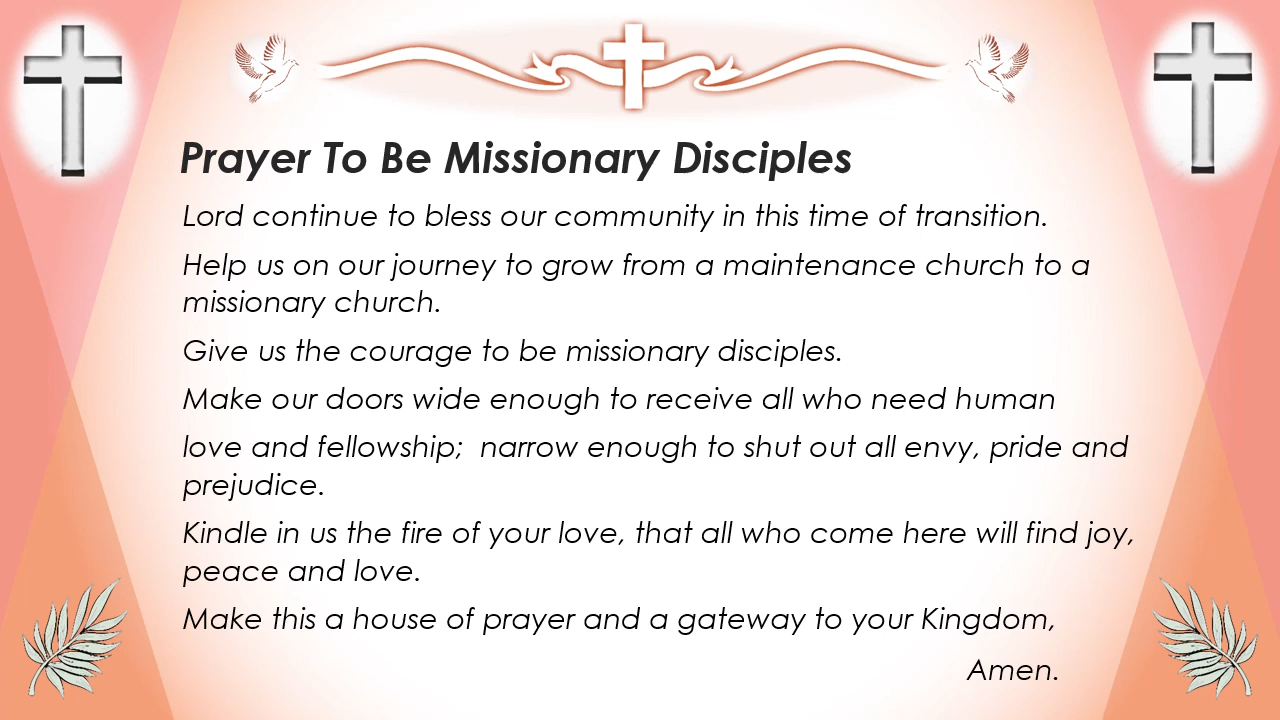 Prayer To Be Missionary Disciples
Lord continue to bless our community in this time of transition.
Help us on our journey to grow from a maintenance church to a
missionary church.
Give us the courage to be missionary disciples.
Make our doors wide enough to receive all who need human
love and fellowship;  narrow enough to shut out all envy, pride and
prejudice.
Kindle in us the fire of your love, that all who come here will find joy,
peace and love.
Make this a house of prayer and a gateway to your Kingdom,
Amen.